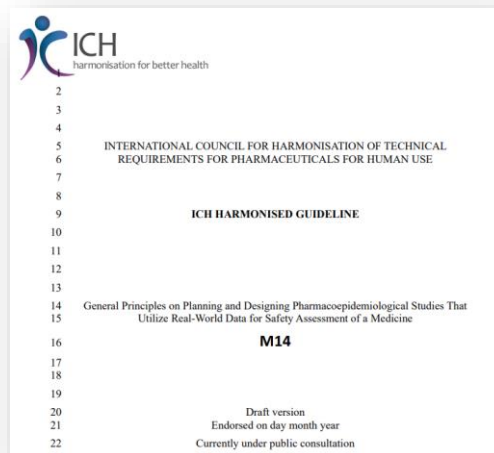 ICH
harmonisation for better health
1
2
3
4
5 INTERNATIONAL COUNCIL FOR HARMONISATION OF TECHNICAL
6 REQUIREMENTS FOR PHARMACEUTICALS FOR HUMAN USE
7
8
9 ICH HARMONISED GUIDELINE
10
11
12
13
14 General Principles on Planning and Designing Pharmacoepidemiological Studies That
15 Utilize Real-World Data for Safety Assessment of a Medicine
16 M14
17
18
19
20 Draft version
21 Endorsed on day month year
22 Currently under public consultation